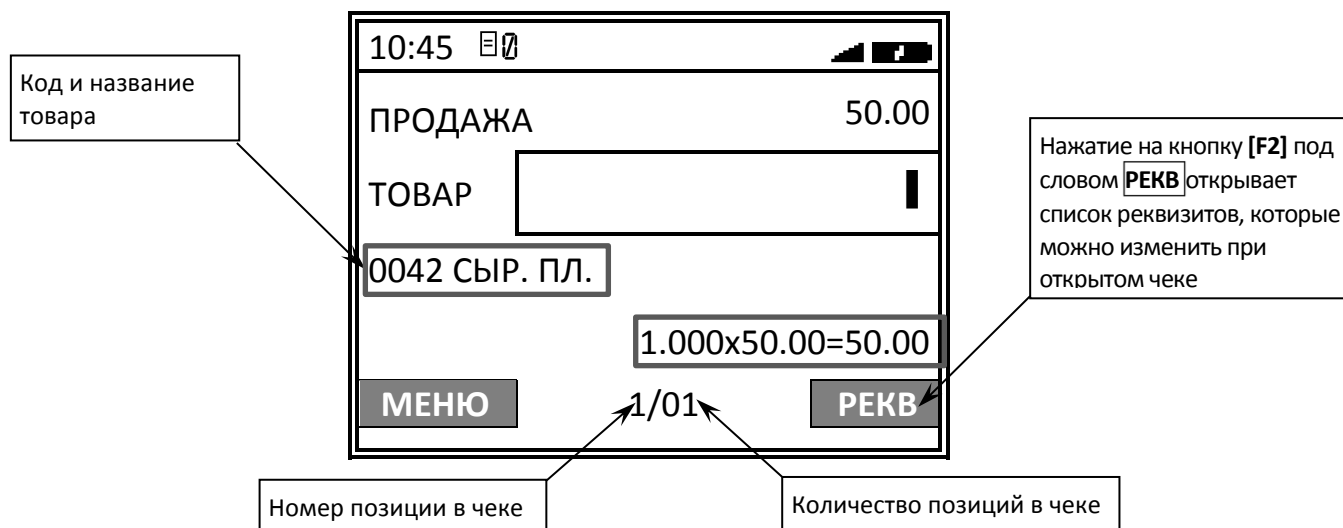 10:45
Код и название
товара
ПРОДАЖА 50.00
Нажатие на кнопку [F2] под
словом РЕКВ открывает
список реквизитов, которые
можно изменить при
открытом чеке
ТОВАР
0042 СЫР. ПЛ.
1.000х50.00=50.00
МЕНЮ 1/01 РЕКВ
Номер позиции в чеке
Количество позиций в чеке